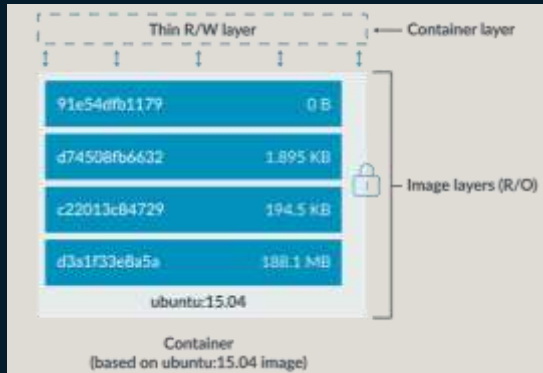 Thin R/W layer
Container layer
91e54dfb1179 0 B
d74508fb6632 1.895 KB
c22013c84729 194.5 KB
Image layers (R/O)
d3a1f33e8a5a 188.1 MB
ubuntu:15.04
Container
(based on ubuntu:15.04 image)